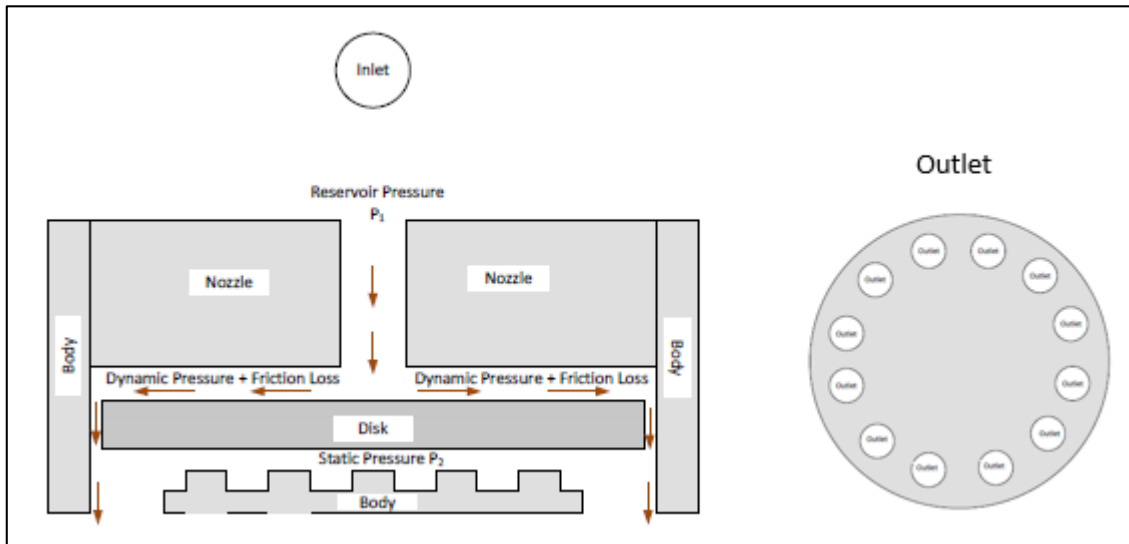 Inlet
Reservoir Pressure
P₁
Outlet
Nozzle
Nozzle
Body
Body
Dynamic Pressure + Friction Loss
Dynamic Pressure + Friction Loss
Disk
Static Pressure P₂
Body
Outlet
Outlet
Outlet
Outlet
Outlet
Outlet
Outlet
Outlet
Outlet
Outlet
Outlet
Outlet